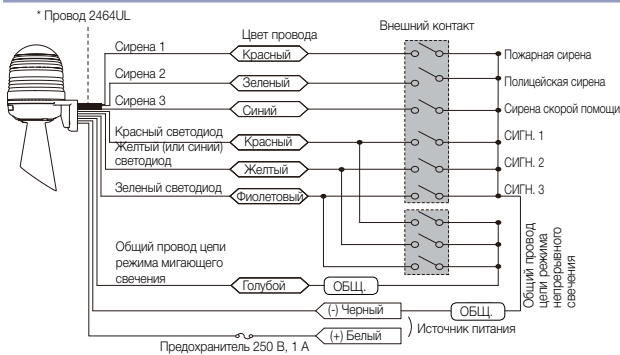 * Провод 2464UL
Цвет провода
Внешний контакт
Сирена 1
Красный
Пожарная сирена
Сирена 2
Зеленый
Полицейская сирена
Сирена 3
Синий
Сирена скорой помощи
Красный светодиод
Красный
СИГН. 1
Желтый (или синий)
светодиод
Желтый
СИГН. 2
Зеленый светодиод
Фиолетовый
СИГН. 3
Общий провод
цепи режима
непрерывного
свечения
Общий провод цепи
режима мигающего
свечения
Голубой
ОБЩ.
(-) Черный
ОБЩ.
(+) Белый
Источник питания
Предохранитель 250 В, 1 А